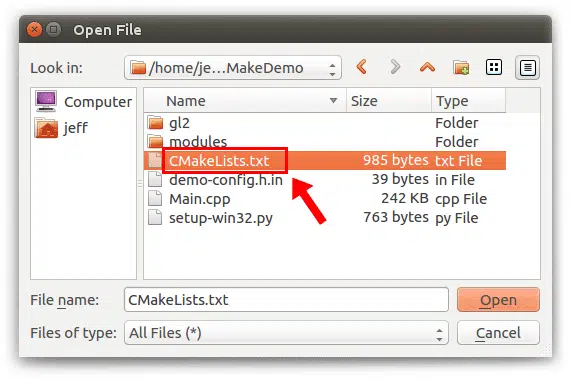 Open File
Look in: /home/je...MakeDemo
Computer
jeff
Name Size Type
gl2 Folder
modules Folder
CMakeLists.txt 985 bytes txt File
demo-config.h.in 39 bytes in File
Main.cpp 242 KB cpp File
setup-win32.py 763 bytes py File
File name: CMakeLists.txt Open
Files of type: All Files (*) Cancel